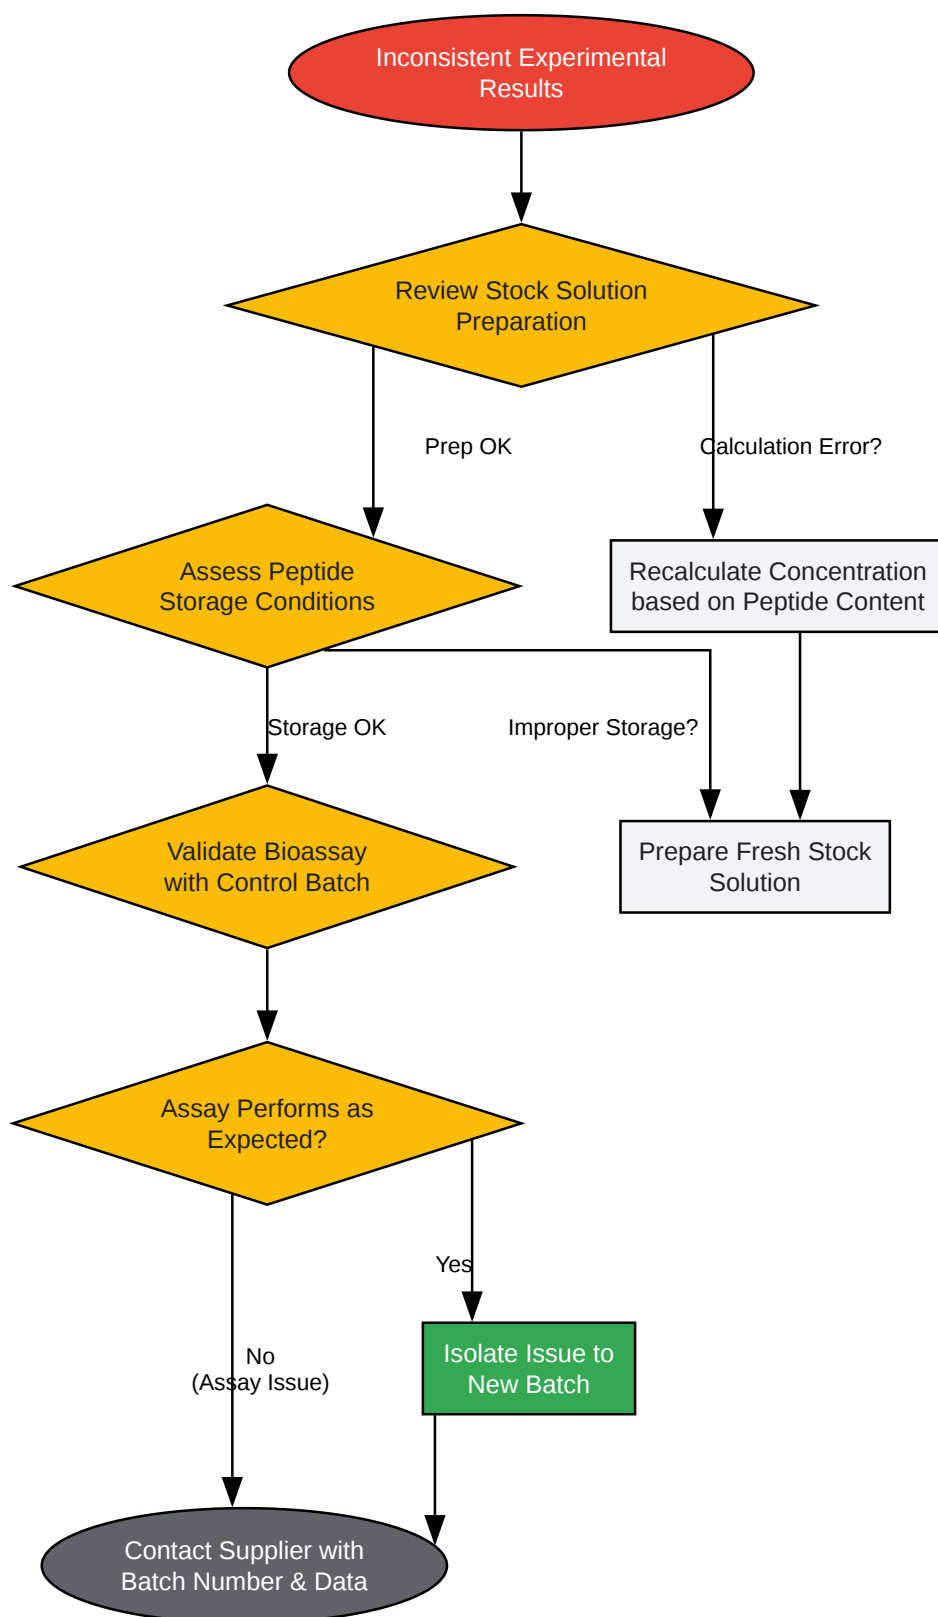 Inconsistent Experimental
Results
Review Stock Solution
Preparation
Prep OK
Calculation Error?
Assess Peptide
Storage Conditions
Recalculate Concentration
based on Peptide Content
Storage OK
Improper Storage?
Validate Bioassay
with Control Batch
Prepare Fresh Stock
Solution
Assay Performs as
Expected?
Yes
No
(Assay Issue)
Isolate Issue to
New Batch
Contact Supplier with
Batch Number & Data